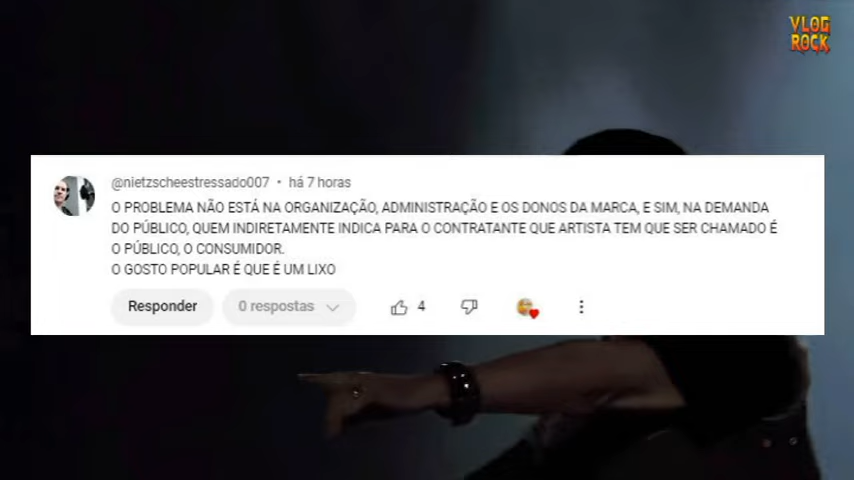 VLOG
ROCK
@nietzscheestressado007 • há 7 horas
O PROBLEMA NÃO ESTÁ NA ORGANIZAÇÃO, ADMINISTRAÇÃO E OS DONOS DA MARCA, E SIM, NA DEMANDA
DO PÚBLICO, QUEM INDIRETAMENTE INDICA PARA O CONTRATANTE QUE ARTISTA TEM QUE SER CHAMADO É
O PÚBLICO, O CONSUMIDOR.
O GOSTO POPULAR É QUE É UM LIXO
Responder 0 respostas 4